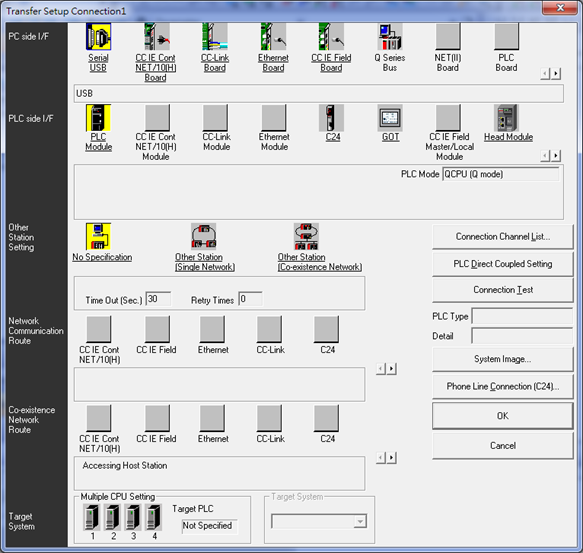 Transfer Setup Connection1
PC side I/F
Serial
USB
CC IE Cont
NET/10(H)
Board
CC-Link
Board
Ethernet
Board
CC IE Field
Board
Q Series
Bus
NET(II)
Board
PLC
Board
USB
PLC side I/F
PLC
Module
CC IE Cont
NET/10(H)
Module
CC-Link
Module
Ethernet
Module
C24
GOT
CC IE Field
Master/Local
Module
Head Module
PLC Mode QCPU (Q mode)
Other
Station
Setting
No Specification
Other Station
(Single Network)
Other Station
(Co-existence Network)
Time Out (Sec.) 30 Retry Times 0
Connection Channel List...
PLC Direct Coupled Setting
Connection Test
PLC Type
Detail
System Image...
Phone Line Connection (C24)...
OK
Cancel
Network
Communication
Route
CC IE Cont
NET/10(H)
CC IE Field
Ethernet
CC-Link
C24
Co-existence
Network
Route
CC IE Cont
NET/10(H)
CC IE Field
Ethernet
CC-Link
C24
Accessing Host Station
Target
System
Multiple CPU Setting
1 2 3 4
Target PLC
Not Specified
Target System